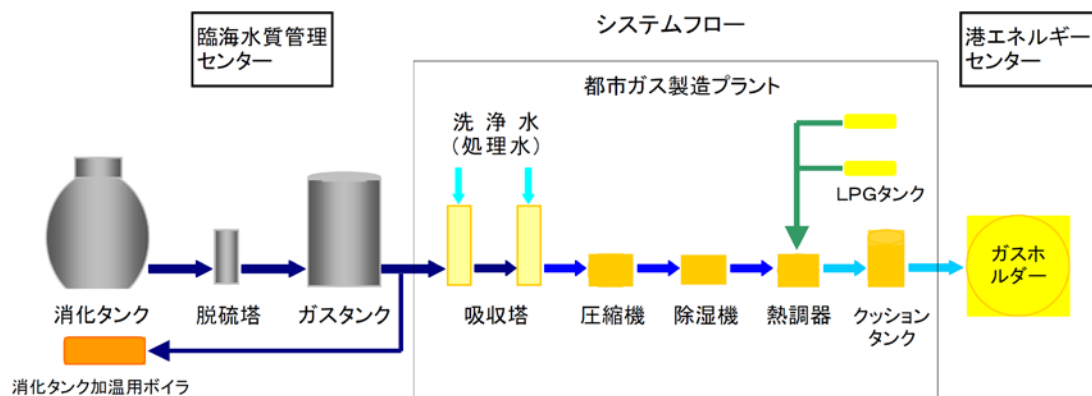 システムフロー
臨海水質管理
センター
港エネルギー
センター
都市ガス製造プラント
洗浄水
(処理水)
LPGタンク
ガスホ
ルダー
消化タンク
脱硫塔
ガスタンク
吸収塔
圧縮機
除湿機
熱調器
クッション
タンク
消化タンク加温用ボイラ